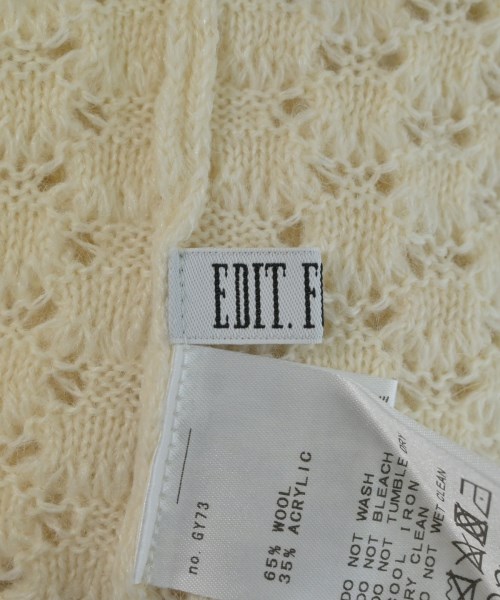 EDIT. F
no. GY73
65% WOOL
35% ACRYLIC
DO NOT WASH
DO NOT BLEACH
DO NOT TUMBLE DRY
COOL IRON
DRY CLEAN
DO NOT WET CLEAN